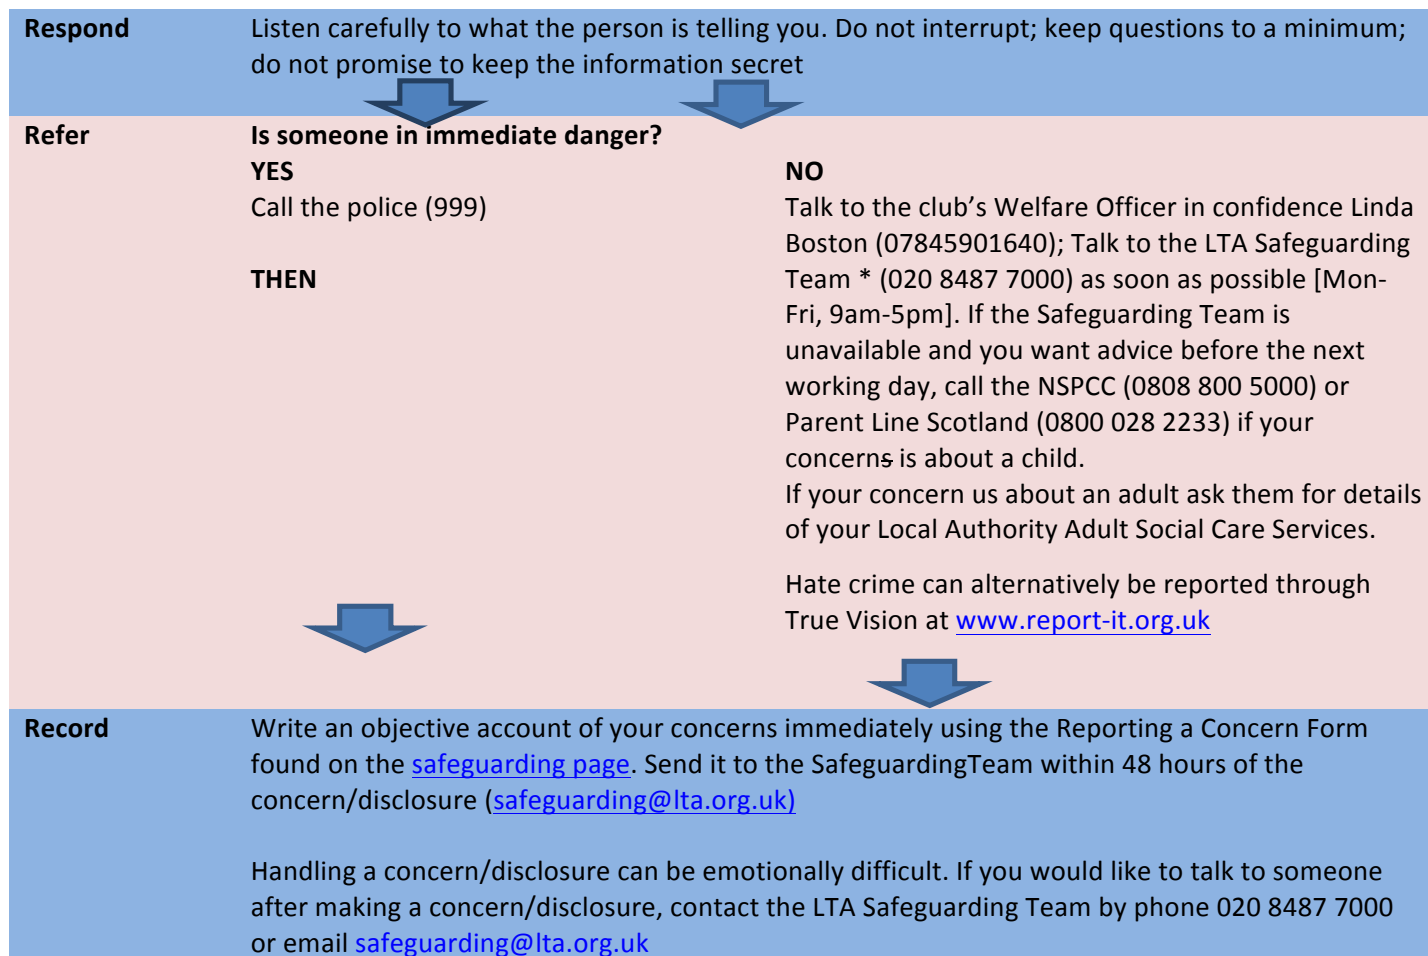 Respond
Listen carefully to what the person is telling you. Do not interrupt; keep questions to a minimum;
do not promise to keep the information secret
Refer
Is someone in immediate danger?
YES
Call the police (999)
THEN
NO
Talk to the club’s Welfare Officer in confidence Linda
Boston (07845901640); Talk to the LTA Safeguarding
Team * (020 8487 7000) as soon as possible [Mon-
Fri, 9am-5pm]. If the Safeguarding Team is
unavailable and you want advice before the next
working day, call the NSPCC (0808 800 5000) or
Parent Line Scotland (0800 028 2233) if your
concerns is about a child.
If your concern us about an adult ask them for details
of your Local Authority Adult Social Care Services.
Hate crime can alternatively be reported through
True Vision at www.report-it.org.uk
Record
Write an objective account of your concerns immediately using the Reporting a Concern Form
found on the safeguarding page. Send it to the SafeguardingTeam within 48 hours of the
concern/disclosure (safeguarding@lta.org.uk)
Handling a concern/disclosure can be emotionally difficult. If you would like to talk to someone
after making a concern/disclosure, contact the LTA Safeguarding Team by phone 020 8487 7000
or email safeguarding@lta.org.uk